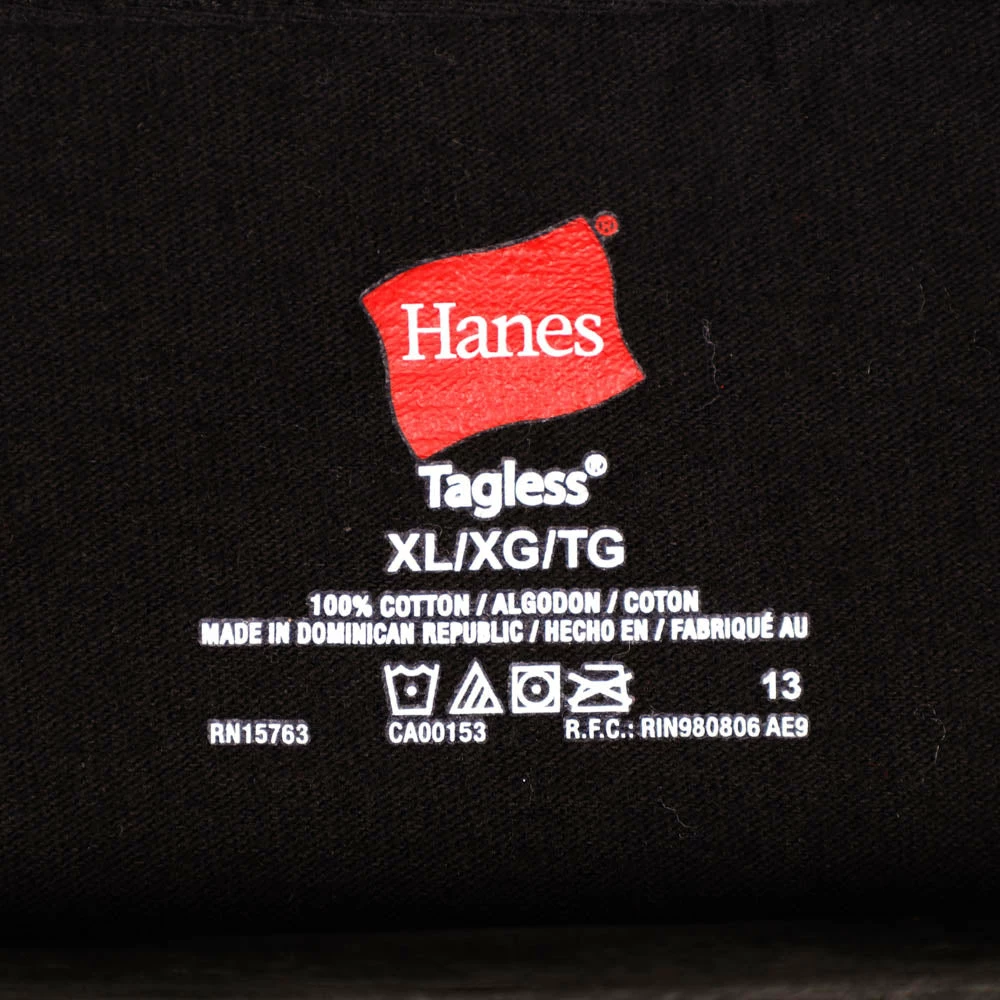 Hanes®
Tagless®
XL/XG/TG
100% COTTON / ALGODON / COTON
MADE IN DOMINICAN REPUBLIC / HECHO EN / FABRIQUÉ AU
13
RN15763 CA00153 R.F.C.: RIN980806 AE9